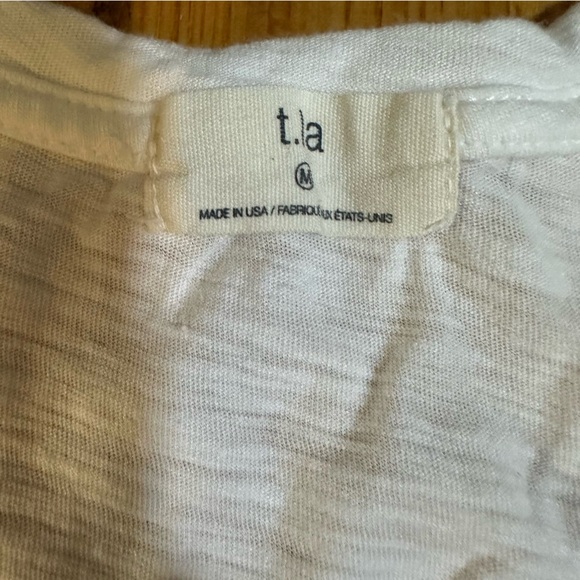 t.la
M
MADE IN USA / FABRIQUÉ AUX ÉTATS-UNIS